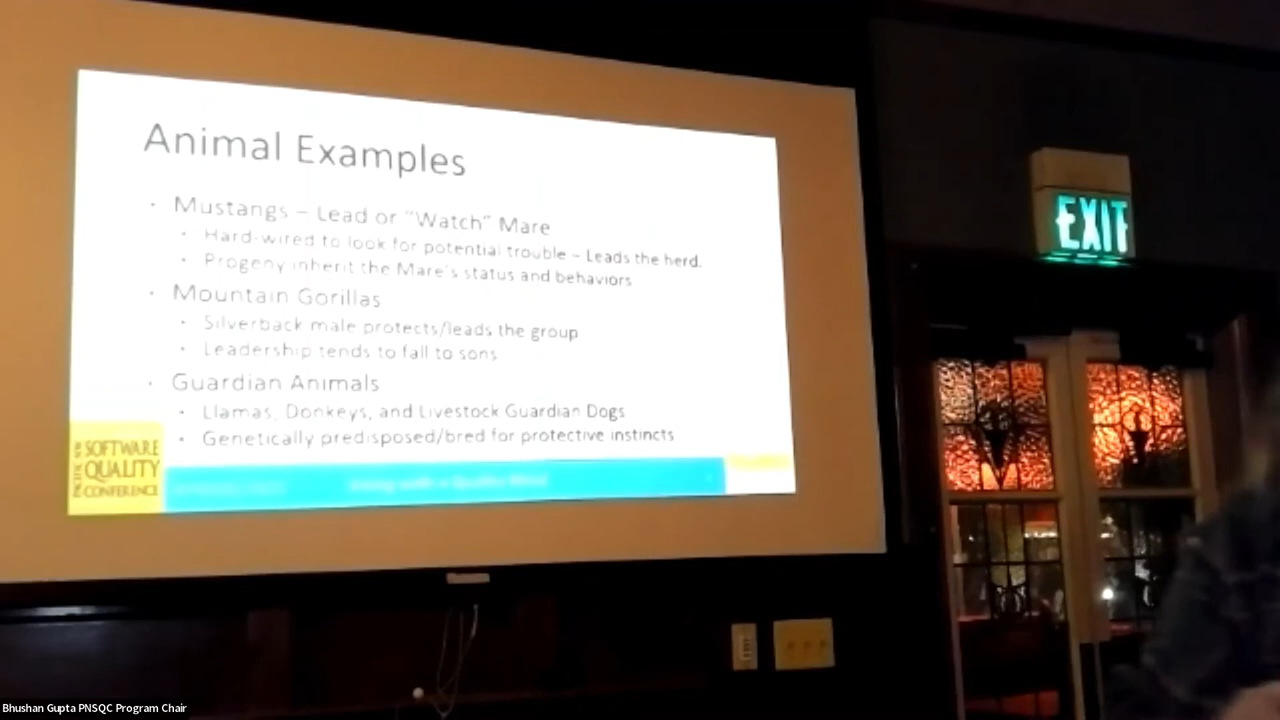 Animal Examples
• Mustangs – Lead or "Watch" Mare
• Hard-wired to look for potential trouble – Leads the herd.
• Progeny inherit the Mare's status and behaviors
• Mountain Gorillas
• Silverback male protects/leads the group
• Leadership tends to fall to sons
• Guardian Animals
• Llamas, Donkeys, and Livestock Guardian Dogs
• Genetically predisposed/bred for protective instincts
PACIFIC NW
SOFTWARE
QUALITY
CONFERENCE
EXIT
Bhushan Gupta PNSQC Program Chair